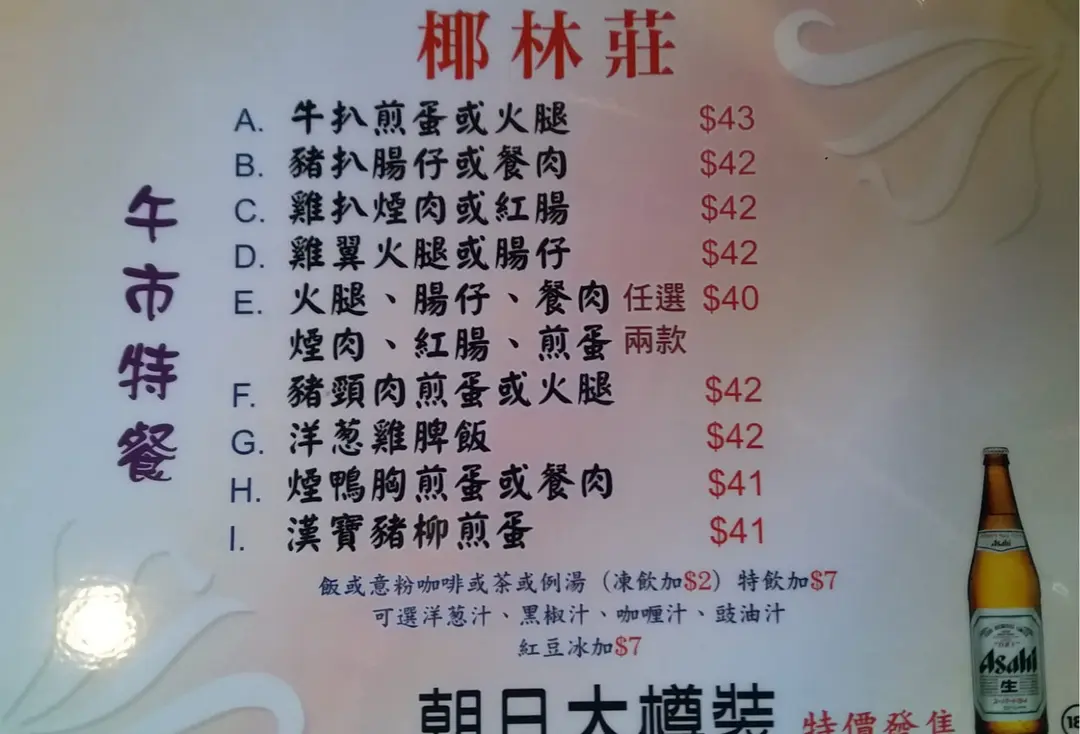 椰林莊
午市特餐
A. 牛扒煎蛋或火腿 $43
B. 豬扒腸仔或餐肉 $42
C. 雞扒煙肉或紅腸 $42
D. 雞翼火腿或腸仔 $42
E. 火腿、腸仔、餐肉 任選 $40
煙肉、紅腸、煎蛋 兩款
F. 豬頸肉煎蛋或火腿 $42
G. 洋葱雞脾飯 $42
H. 煙鴨胸煎蛋或餐肉 $41
I. 漢寶豬柳煎蛋 $41
飯或意粉咖啡或茶或例湯（凍飲加$2）特飲加$7
可選洋葱汁、黑椒汁、咖喱汁、豉油汁
紅豆冰加$7
朝日大樽裝 特價發售
Asahi
Asahi
生
18